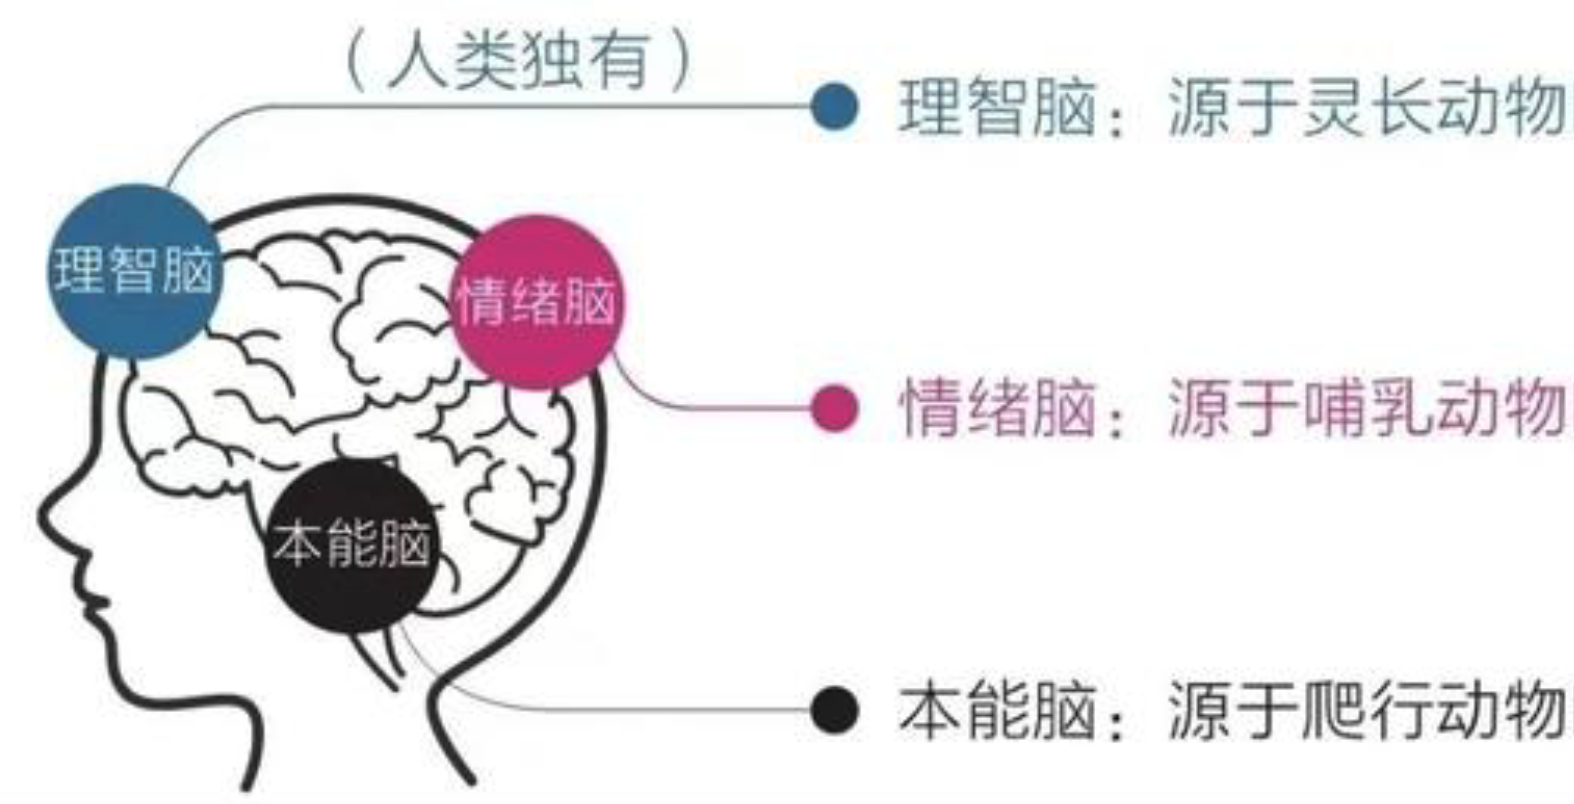 （人类独有）
理智脑：源于灵长动物
理智脑
情绪脑
情绪脑：源于哺乳动物
本能脑
本能脑：源于爬行动物